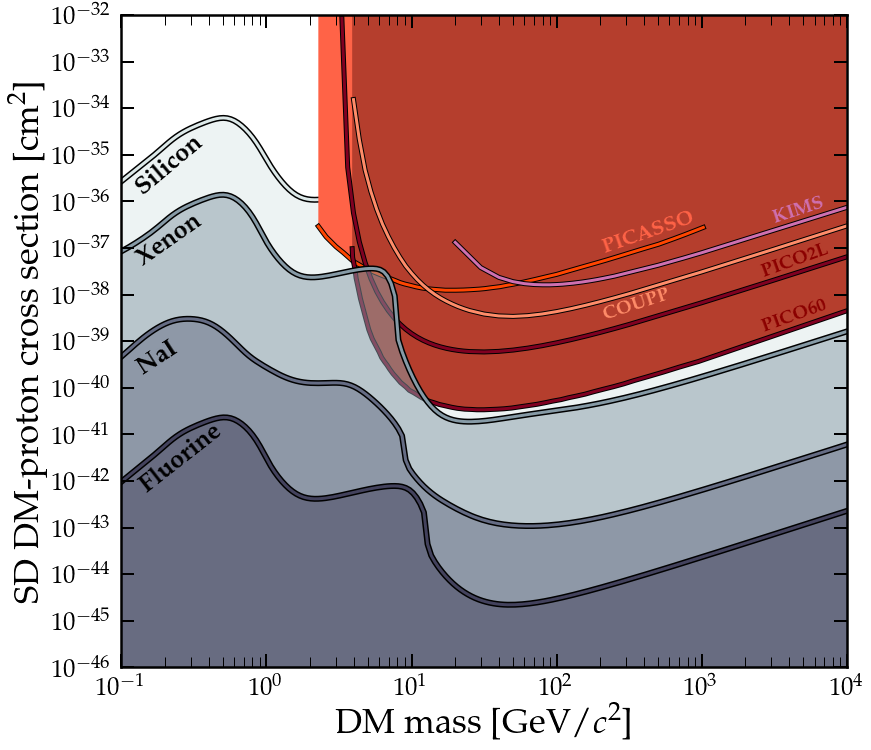 SD DM-proton cross section [cm²]
10⁻³²
10⁻³³
10⁻³⁴
10⁻³⁵
10⁻³⁶
10⁻³⁷
10⁻³⁸
10⁻³⁹
10⁻⁴⁰
10⁻⁴¹
10⁻⁴²
10⁻⁴³
10⁻⁴⁴
10⁻⁴⁵
10⁻⁴⁶
Silicon
Xenon
NaI
Fluorine
PICASSO
KIMS
COUPP
PICO2L
PICO60
10⁻¹
10⁰
10¹
10²
10³
10⁴
DM mass [GeV/c²]